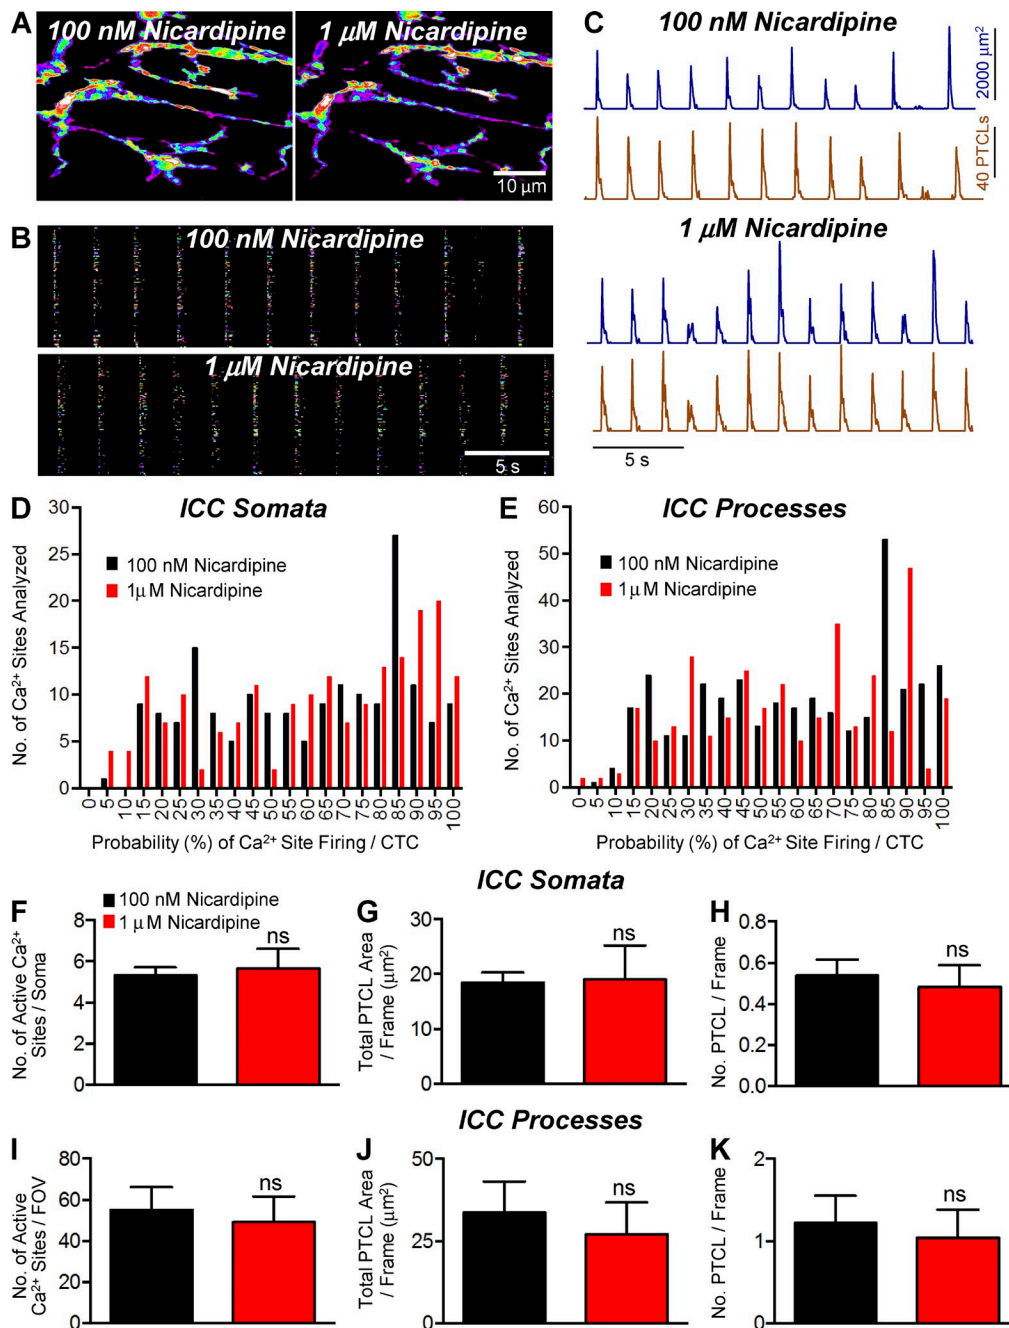 A
100 nM Nicardipine
1 µM Nicardipine
10 µm
B
100 nM Nicardipine
1 µM Nicardipine
5 s
C
100 nM Nicardipine
2000 µm²
40 PTCLs
1 µM Nicardipine
5 s
D
ICC Somata
No. of Ca²⁺ Sites Analyzed
30
25
20
15
10
5
0
100 nM Nicardipine
1µM Nicardipine
0 5 10 15 20 25 30 35 40 45 50 55 60 65 70 75 80 85 90 95 100
Probability (%) of Ca²⁺ Site Firing / CTC
E
ICC Processes
No. of Ca²⁺ Sites Analyzed
60
50
40
30
20
10
0
100 nM Nicardipine
1µM Nicardipine
0 5 10 15 20 25 30 35 40 45 50 55 60 65 70 75 80 85 90 95 100
Probability (%) of Ca²⁺ Site Firing / CTC
ICC Somata
F
No. of Active Ca²⁺
Sites / Soma
8
6
4
2
0
100 nM Nicardipine
1 µM Nicardipine
ns
G
Total PTCL Area
/ Frame (µm²)
30
20
10
0
ns
H
No. PTCL / Frame
0.8
0.6
0.4
0.2
0.0
ns
ICC Processes
I
No. of Active
Ca²⁺ Sites / FOV
80
60
40
20
0
ns
J
Total PTCL Area
/ Frame (µm²)
50
25
0
ns
K
No. PTCL / Frame
2
1
0
ns